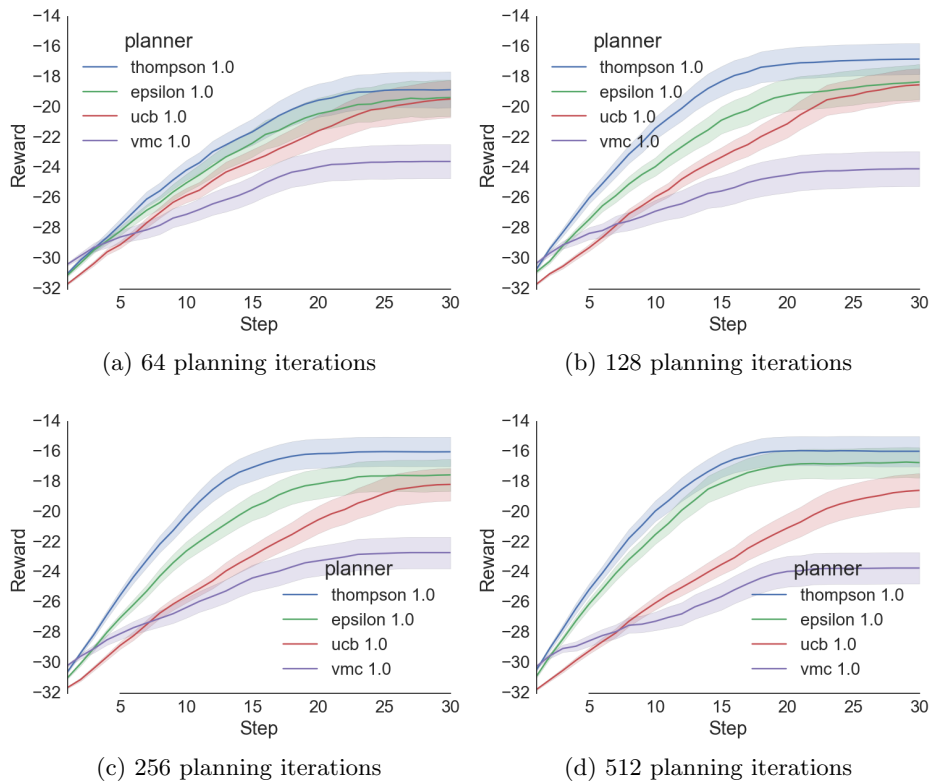 −14
−16
−18
−20
−22
−24
−26
−28
−30
−32
Reward
planner
thompson 1.0
epsilon 1.0
ucb 1.0
vmc 1.0
5 10 15 20 25 30
Step
(a) 64 planning iterations
−14
−16
−18
−20
−22
−24
−26
−28
−30
−32
Reward
planner
thompson 1.0
epsilon 1.0
ucb 1.0
vmc 1.0
5 10 15 20 25 30
Step
(b) 128 planning iterations
−14
−16
−18
−20
−22
−24
−26
−28
−30
−32
Reward
planner
thompson 1.0
epsilon 1.0
ucb 1.0
vmc 1.0
5 10 15 20 25 30
Step
(c) 256 planning iterations
−14
−16
−18
−20
−22
−24
−26
−28
−30
−32
Reward
planner
thompson 1.0
epsilon 1.0
ucb 1.0
vmc 1.0
5 10 15 20 25 30
Step
(d) 512 planning iterations